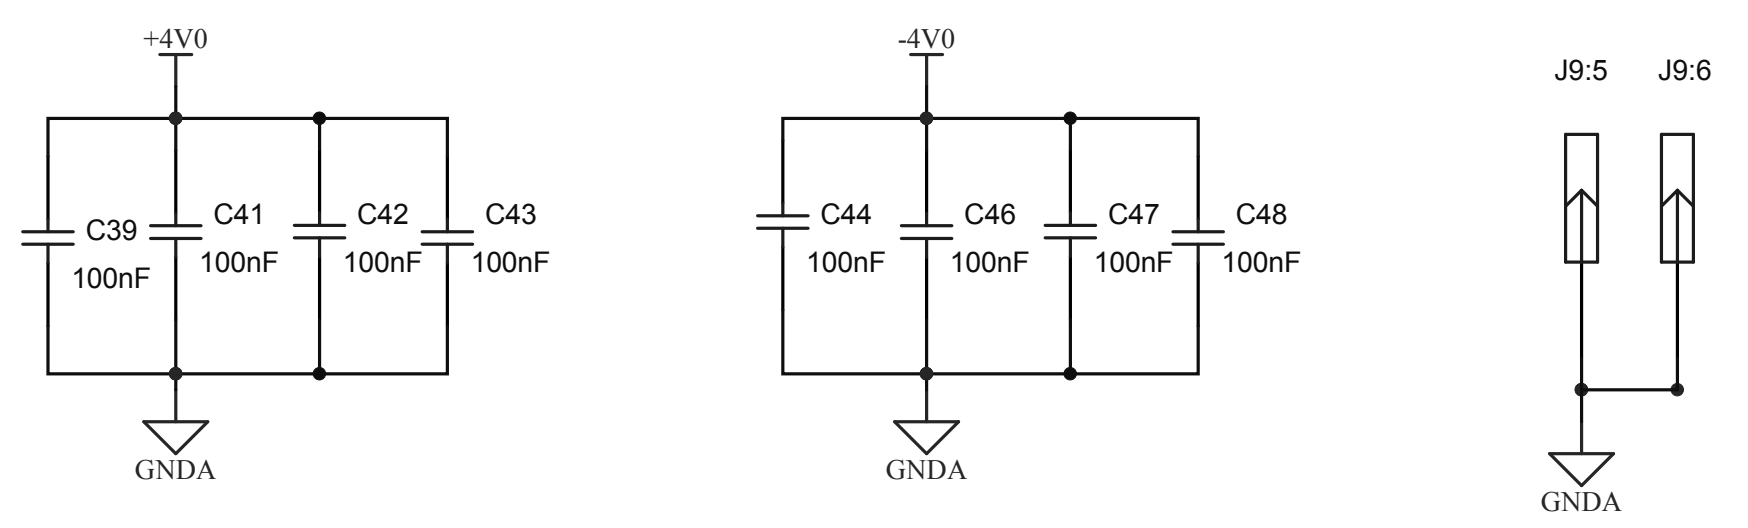 +4V0
-4V0
J9:5
J9:6
C39
100nF
C41
100nF
C42
100nF
C43
100nF
C44
100nF
C46
100nF
C47
100nF
C48
100nF
GNDA
GNDA
GNDA